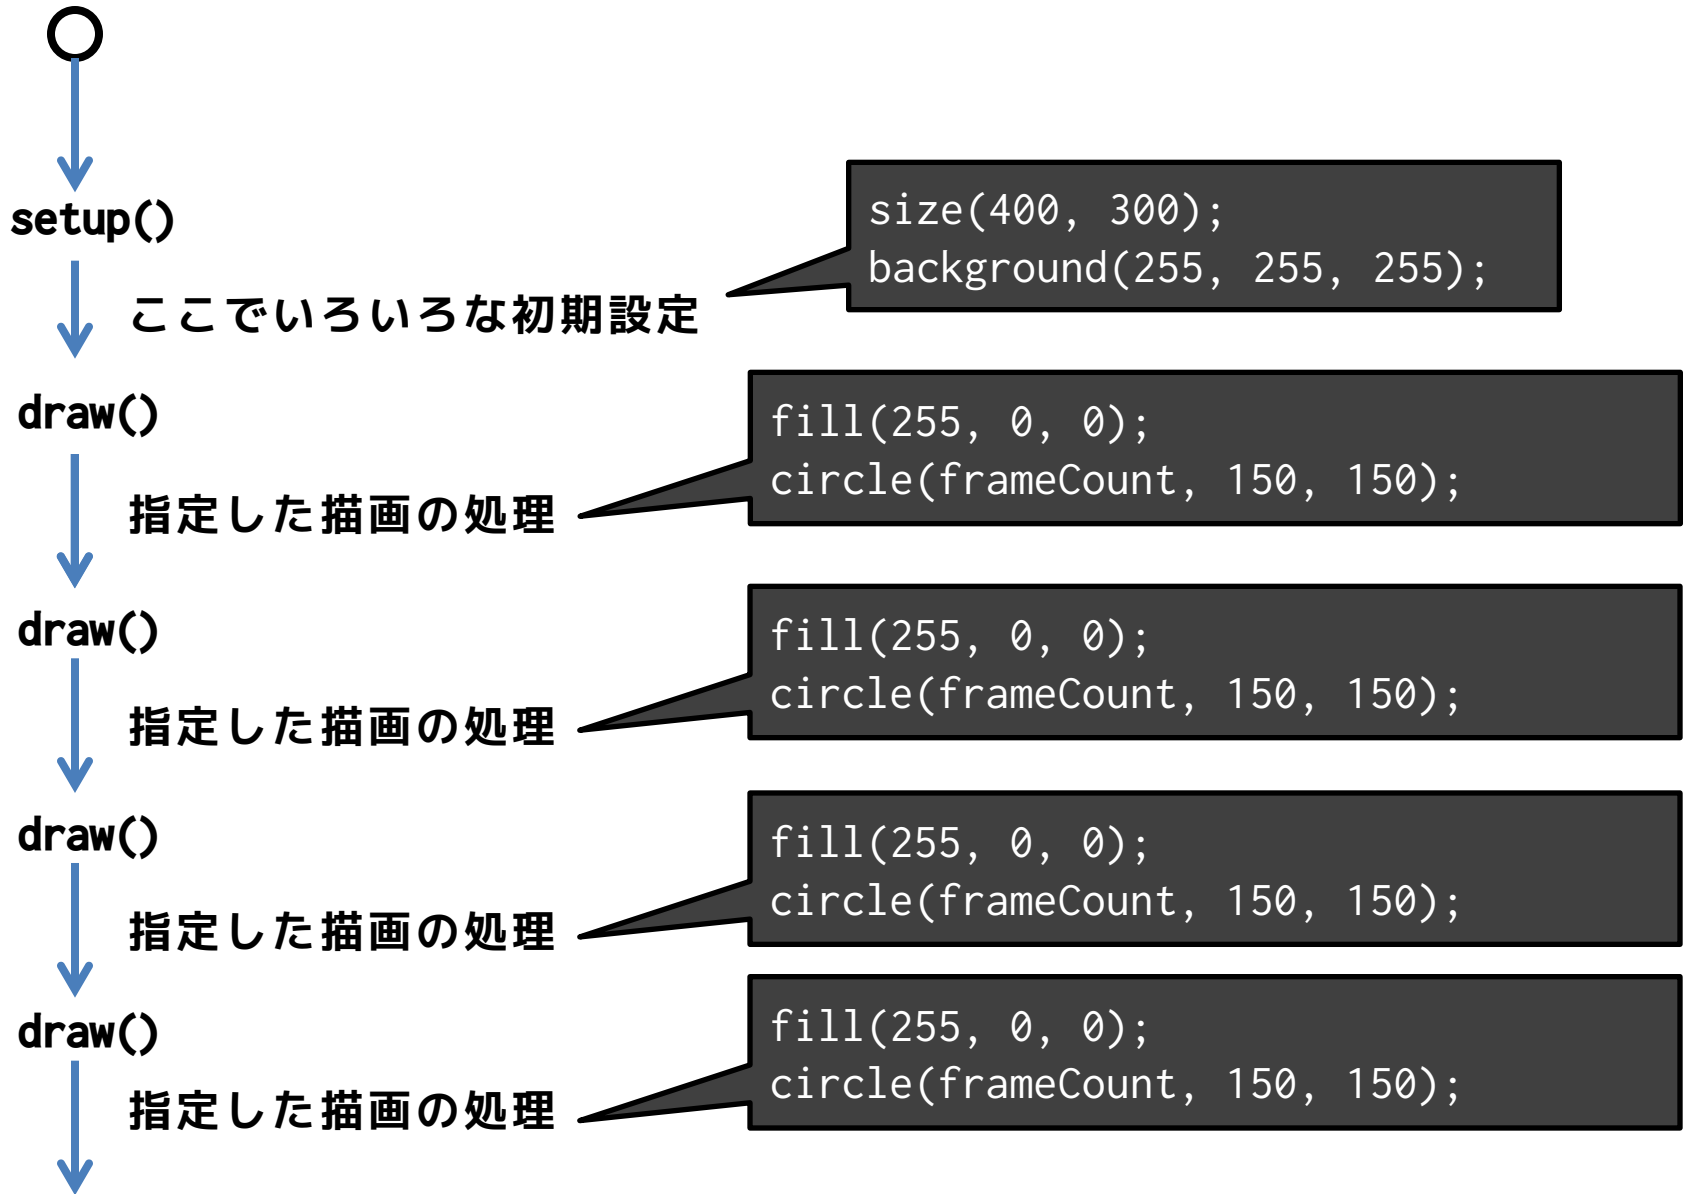 setup()
size(400, 300);
background(255, 255, 255);
ここでいろいろな初期設定
draw()
fill(255, 0, 0);
circle(frameCount, 150, 150);
指定した描画の処理
draw()
fill(255, 0, 0);
circle(frameCount, 150, 150);
指定した描画の処理
draw()
fill(255, 0, 0);
circle(frameCount, 150, 150);
指定した描画の処理
draw()
fill(255, 0, 0);
circle(frameCount, 150, 150);
指定した描画の処理